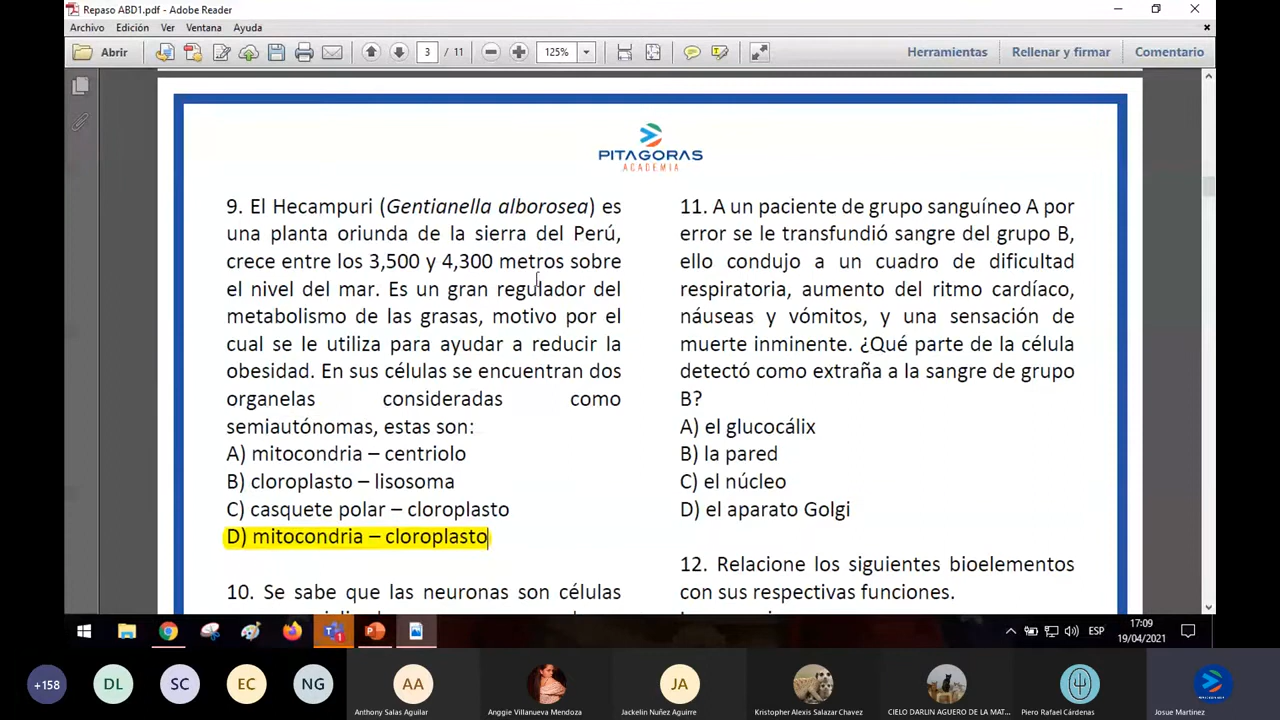 Repaso ABD1.pdf - Adobe Reader
Archivo Edición Ver Ventana Ayuda
Abrir 3 / 11 125% Herramientas Rellenar y firmar Comentario
PITAGORAS
ACADEMIA
9. El Hecampuri (Gentianella alborosea) es
una planta oriunda de la sierra del Perú,
crece entre los 3,500 y 4,300 metros sobre
el nivel del mar. Es un gran regulador del
metabolismo de las grasas, motivo por el
cual se le utiliza para ayudar a reducir la
obesidad. En sus células se encuentran dos
organelas consideradas como
semiautónomas, estas son:
A) mitocondria – centriolo
B) cloroplasto – lisosoma
C) casquete polar – cloroplasto
D) mitocondria – cloroplasto
10. Se sabe que las neuronas son células
11. A un paciente de grupo sanguíneo A por
error se le transfundió sangre del grupo B,
ello condujo a un cuadro de dificultad
respiratoria, aumento del ritmo cardíaco,
náuseas y vómitos, y una sensación de
muerte inminente. ¿Qué parte de la célula
detectó como extraña a la sangre de grupo
B?
A) el glucocálix
B) la pared
C) el núcleo
D) el aparato Golgi
12. Relacione los siguientes bioelementos
con sus respectivas funciones.
ESP
17:09
19/04/2021
+158 DL SC EC NG AA JA
Anthony Salas Aguilar
Anggie Villanueva Mendoza
Jackelin Nuñez Aguirre
Kristopher Alexis Salazar Chavez
CIELO DARLIN AGUERO DE LA MAT...
Piero Rafael Cárdenas
Josue Martinez